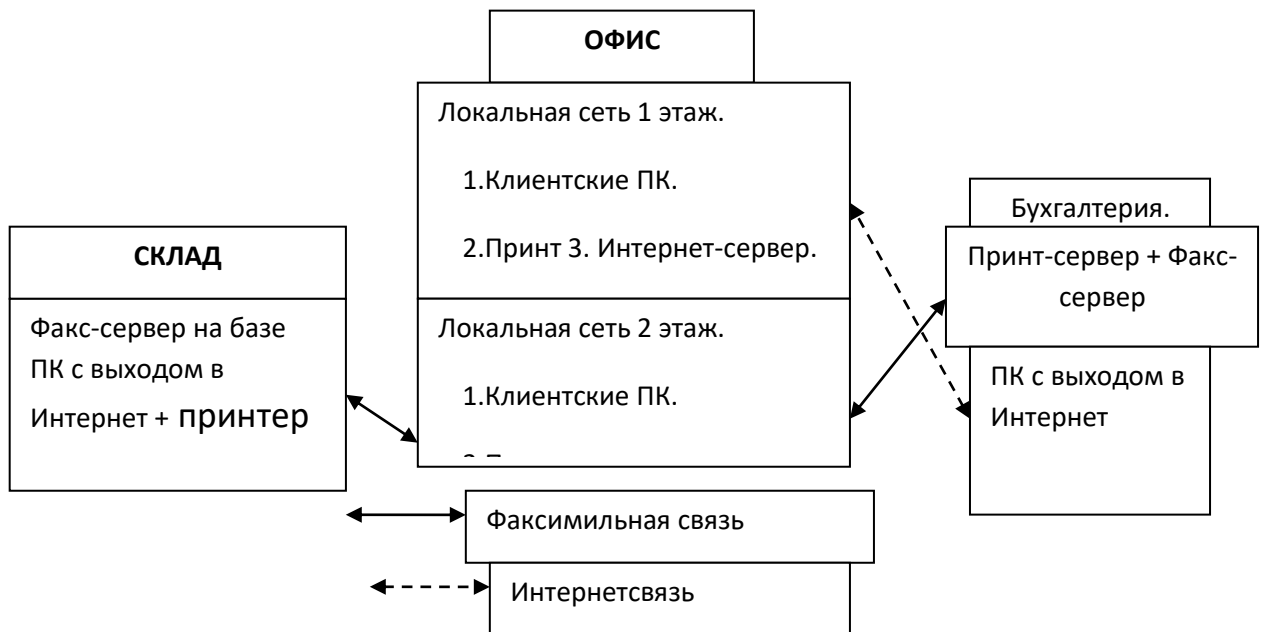 ОФИС
Локальная сеть 1 этаж.
1.Клиентские ПК.
2.Принт 3. Интернет-сервер.
Локальная сеть 2 этаж.
1.Клиентские ПК.
СКЛАД
Факс-сервер на базе
ПК с выходом в
Интернет + принтер
Бухгалтерия.
Принт-сервер + Факс-
сервер
ПК с выходом в
Интернет
Факсимильная связь
Интернетсвязь